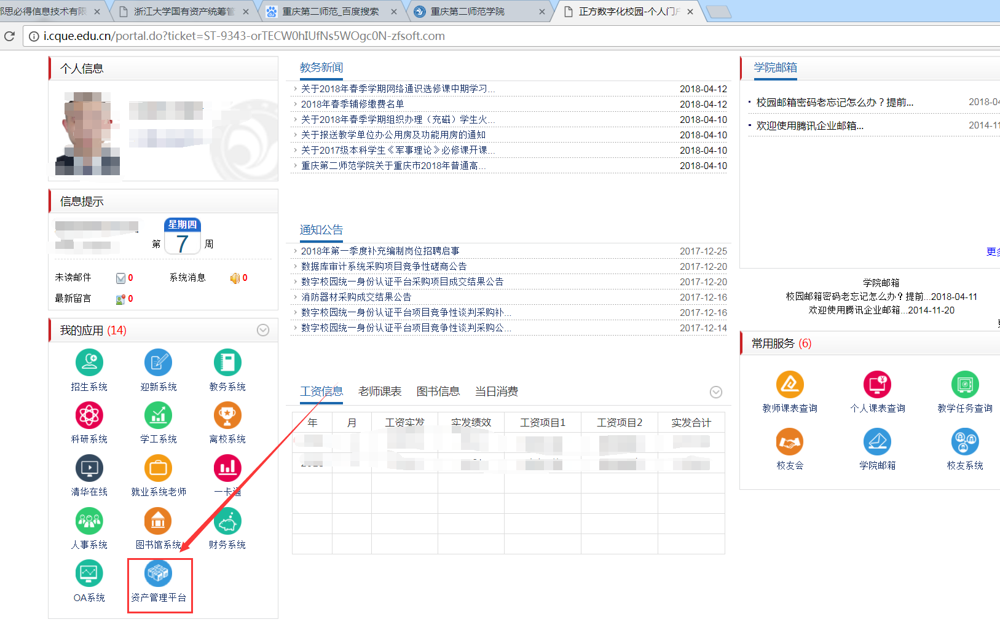 邦思必得信息技术有限
浙江大学国有资产统筹管
重庆第二师范_百度搜索
重庆第二师范学院
正方数字化校园-个人门户
i.cque.edu.cn/portal.do?ticket=ST-9343-orTECW0hIUfNs5WOgc0N-zfsoft.com
个人信息
信息提示
第
星期四
7
周
未读邮件 0
系统消息 0
最新留言 0
我的应用 (14)
招生系统
迎新系统
教务系统
科研系统
学工系统
离校系统
清华在线
就业系统老师
一卡通
人事系统
图书馆系统
财务系统
OA系统
资产管理平台
教务新闻
关于2018年春季学期网络通识选修课中期学习... 2018-04-12
2018年春季辅修缴费名单 2018-04-12
关于2018年春季学期组织办理（充磁）学生火... 2018-04-10
关于报送教学单位办公用房及功能用房的通知 2018-04-10
关于2017级本科学生《军事理论》必修课开课... 2018-04-10
重庆第二师范学院关于重庆市2018年普通高... 2018-04-10
通知公告
2018年第一季度补充编制岗位招聘启事 2017-12-25
数据库审计系统采购项目竞争性磋商公告 2017-12-20
数字校园统一身份认证平台采购项目成交结果公告 2017-12-20
消防器材采购成交结果公告 2017-12-16
数字校园统一身份认证平台项目竞争性谈判采购补... 2017-12-16
数字校园统一身份认证平台项目竞争性谈判采购公... 2017-12-14
工资信息 老师课表 图书信息 当日消费
年 月 工资实发 实发绩效 工资项目1 工资项目2 实发合计
学院邮箱
校园邮箱密码老忘记怎么办？提前... 2018-04
欢迎使用腾讯企业邮箱... 2014-11
更多
学院邮箱
校园邮箱密码老忘记怎么办？提前...2018-04-11
欢迎使用腾讯企业邮箱...2014-11-20
常用服务 (6)
教师课表查询
个人课表查询
教学任务查询
校友会
学院邮箱
校友系统